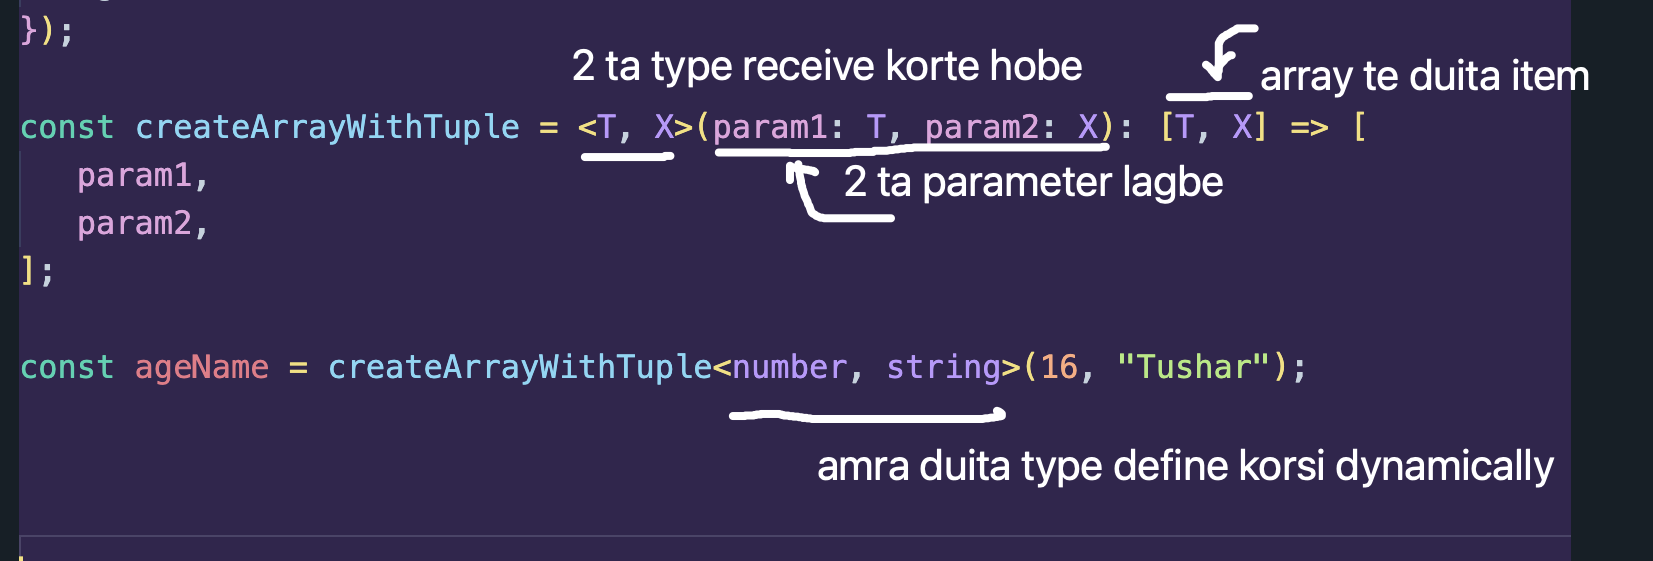 });
2 ta type receive korte hobe
array te duita item
const createArrayWithTuple = <T, X>(param1: T, param2: X): [T, X] => [
param1,
2 ta parameter lagbe
param2,
];
const ageName = createArrayWithTuple<number, string>(16, "Tushar");
amra duita type define korsi dynamically